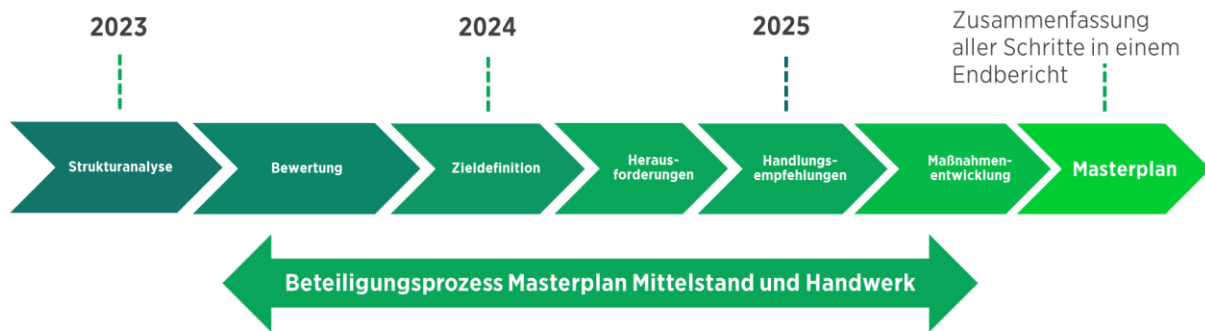 2023
2024
2025
Zusammenfassung
aller Schritte in einem
Endbericht
Strukturanalyse
Bewertung
Zieldefinition
Heraus-
forderungen
Handlungs-
empfehlungen
Maßnahmen-
entwicklung
Masterplan
Beteiligungsprozess Masterplan Mittelstand und Handwerk